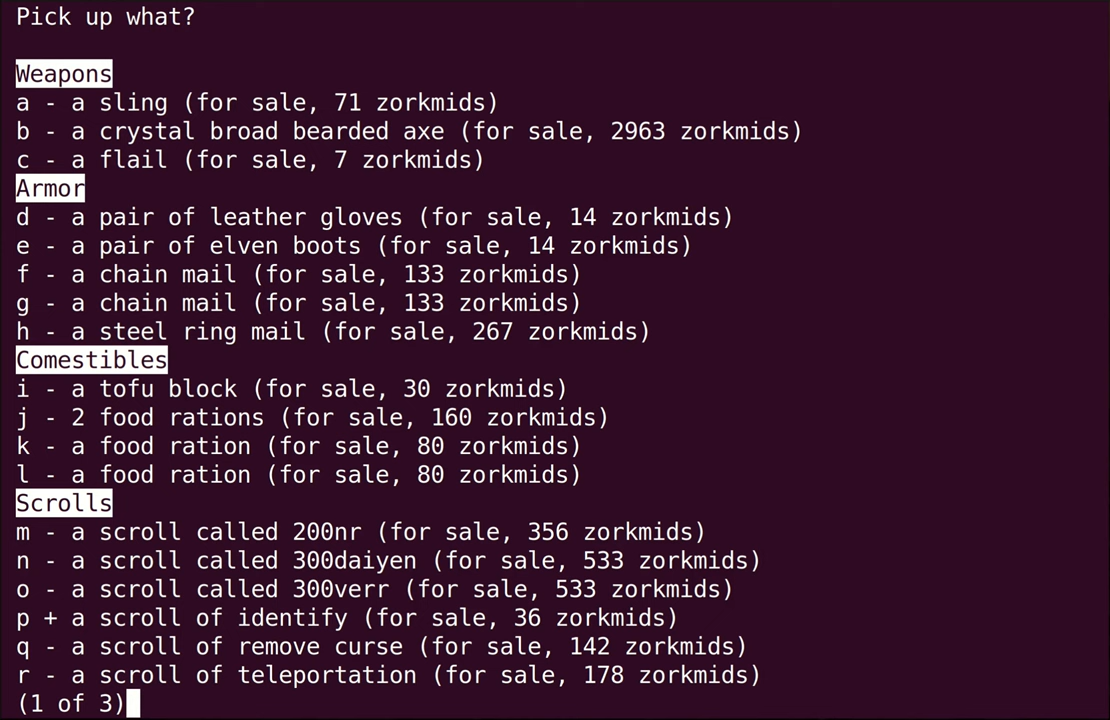 Pick up what?
Weapons
a - a sling (for sale, 71 zorkmids)
b - a crystal broad bearded axe (for sale, 2963 zorkmids)
c - a flail (for sale, 7 zorkmids)
Armor
d - a pair of leather gloves (for sale, 14 zorkmids)
e - a pair of elven boots (for sale, 14 zorkmids)
f - a chain mail (for sale, 133 zorkmids)
g - a chain mail (for sale, 133 zorkmids)
h - a steel ring mail (for sale, 267 zorkmids)
Comestibles
i - a tofu block (for sale, 30 zorkmids)
j - 2 food rations (for sale, 160 zorkmids)
k - a food ration (for sale, 80 zorkmids)
l - a food ration (for sale, 80 zorkmids)
Scrolls
m - a scroll called 200nr (for sale, 356 zorkmids)
n - a scroll called 300daiyen (for sale, 533 zorkmids)
o - a scroll called 300verr (for sale, 533 zorkmids)
p + a scroll of identify (for sale, 36 zorkmids)
q - a scroll of remove curse (for sale, 142 zorkmids)
r - a scroll of teleportation (for sale, 178 zorkmids)
(1 of 3)